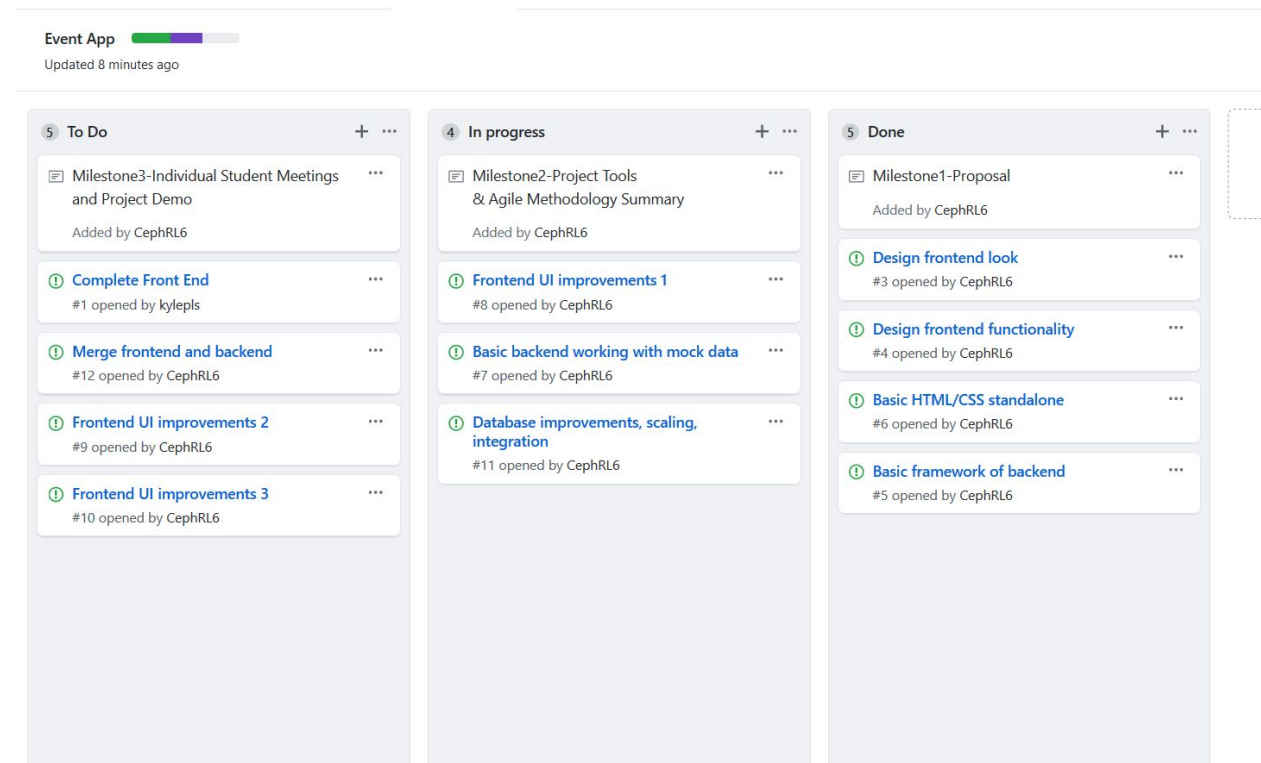 Event App
Updated 8 minutes ago
5 To Do
Milestone3-Individual Student Meetings
and Project Demo
Added by CephRL6
Complete Front End
#1 opened by kylepls
Merge frontend and backend
#12 opened by CephRL6
Frontend UI improvements 2
#9 opened by CephRL6
Frontend UI improvements 3
#10 opened by CephRL6
4 In progress
Milestone2-Project Tools
& Agile Methodology Summary
Added by CephRL6
Frontend UI improvements 1
#8 opened by CephRL6
Basic backend working with mock data
#7 opened by CephRL6
Database improvements, scaling,
integration
#11 opened by CephRL6
5 Done
Milestone1-Proposal
Added by CephRL6
Design frontend look
#3 opened by CephRL6
Design frontend functionality
#4 opened by CephRL6
Basic HTML/CSS standalone
#6 opened by CephRL6
Basic framework of backend
#5 opened by CephRL6